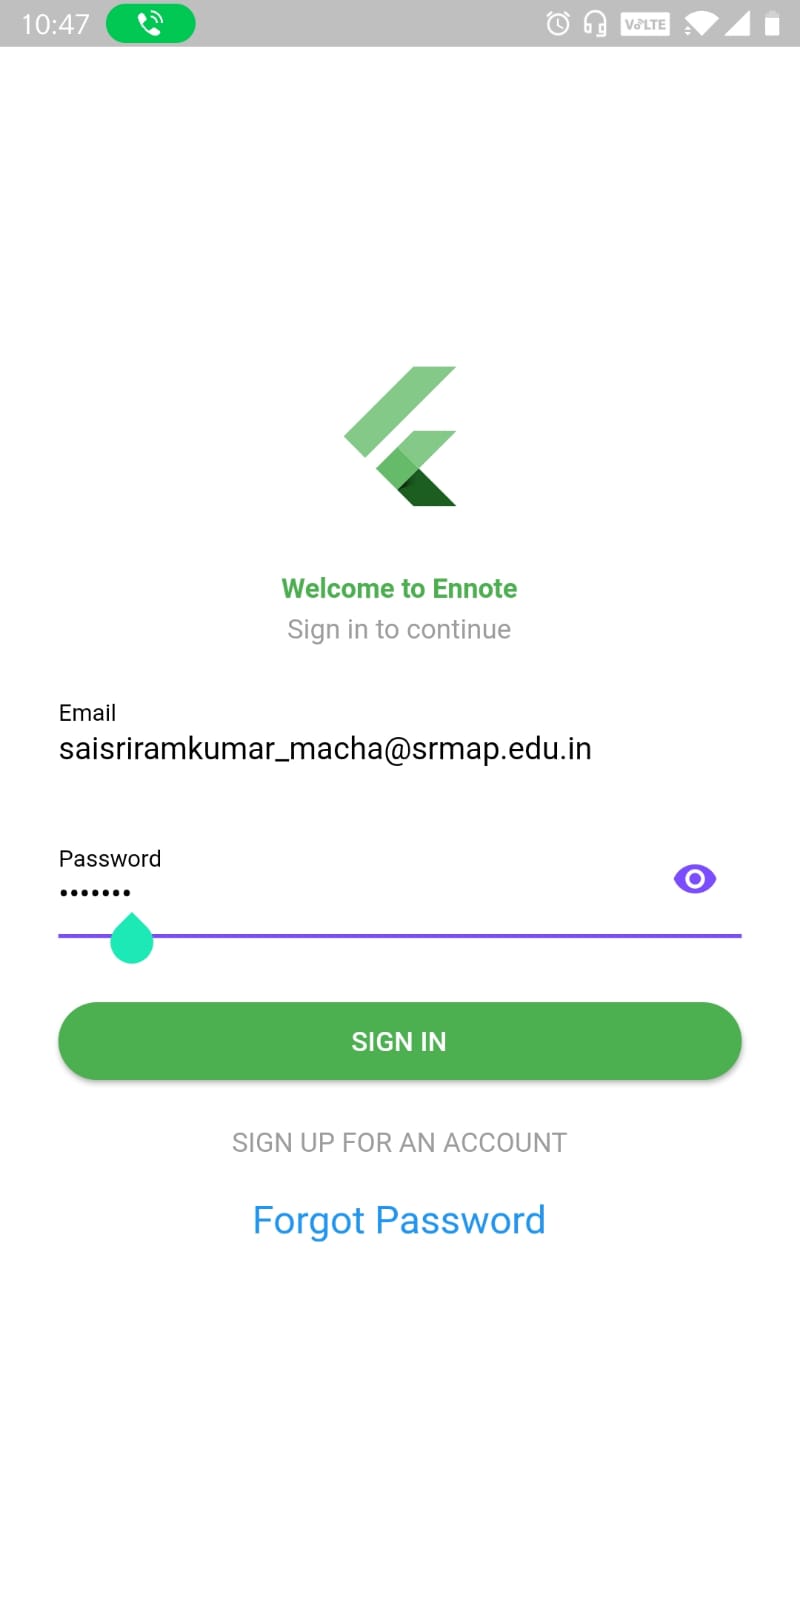 10:47 VoLTE
Welcome to Ennote
Sign in to continue
Email
saisriramkumar_macha@srmap.edu.in
Password
•••••••
SIGN IN
SIGN UP FOR AN ACCOUNT
Forgot Password